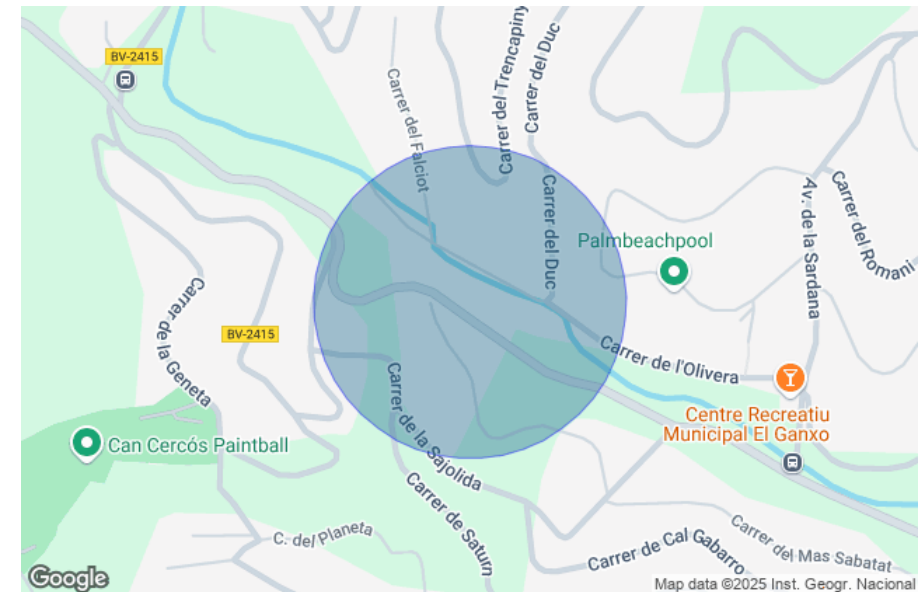 BV-2415
Carrer del Falciot
Carrer del Trencapiny
Carrer del Duc
Carrer del Duc
Palmbeachpool
Av. de la Sardana
Carrer del Romani
Carrer de la Geneta
BV-2415
Carrer de l'Olivera
Carrer de la Sajolida
Centre Recreatiu
Municipal El Ganxo
Can Cercós Paintball
Carrer de Saturn
C. del Planeta
Carrer de Cal Gabarro
Carrer del Mas Sabatat
Google
Map data ©2025 Inst. Geogr. Nacional